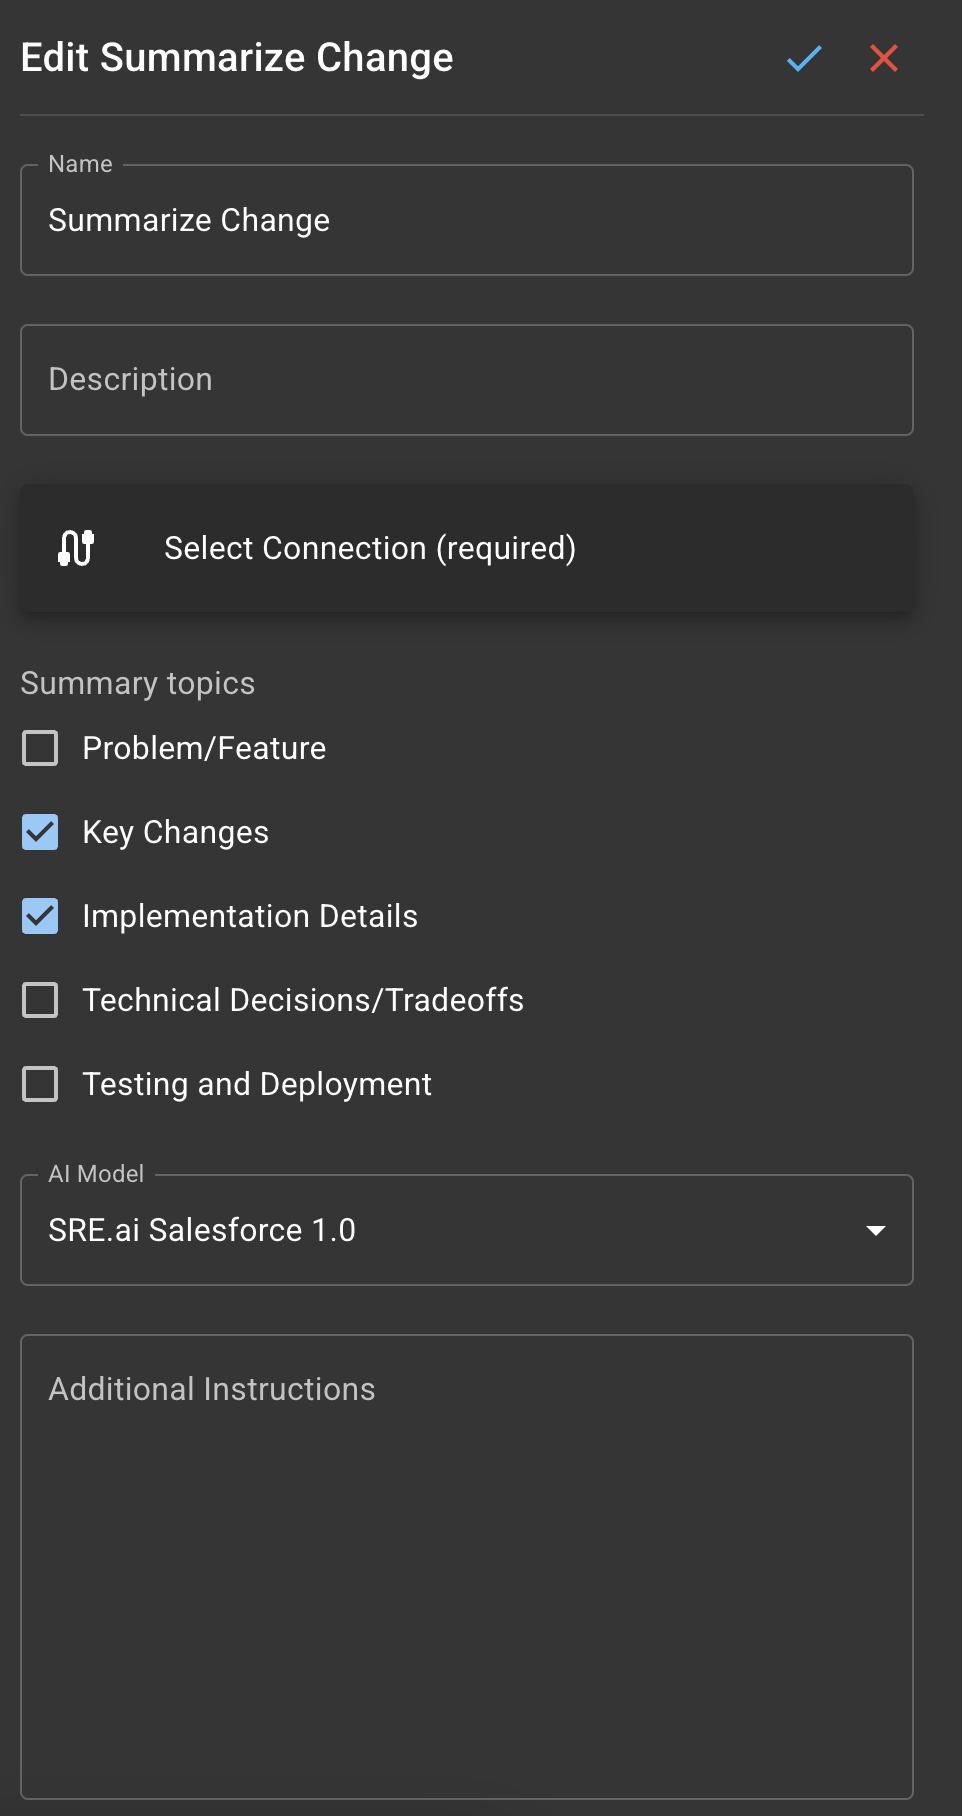 Edit Summarize Change
Name
Summarize Change
Description
Select Connection (required)
Summary topics
Problem/Feature
Key Changes
Implementation Details
Technical Decisions/Tradeoffs
Testing and Deployment
AI Model
SRE.ai Salesforce 1.0
Additional Instructions